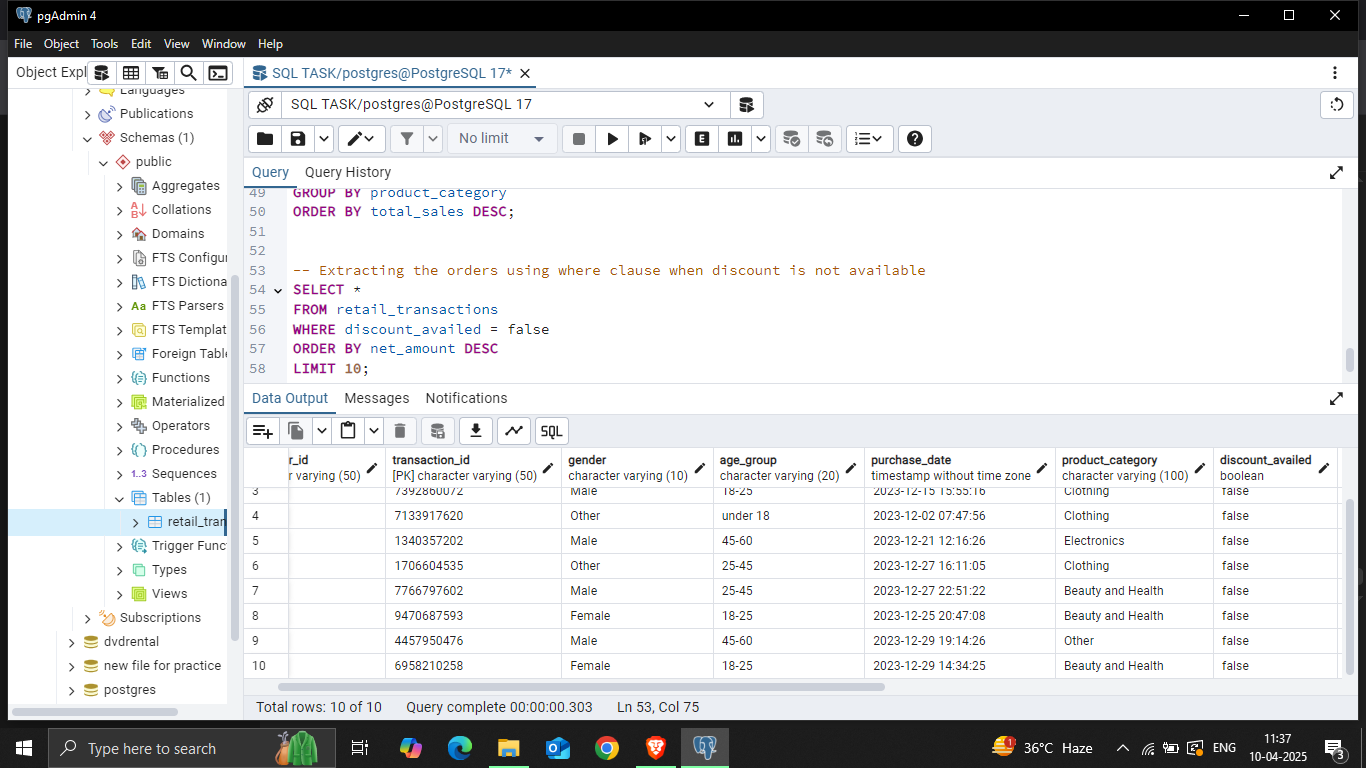 pgAdmin 4
File Object Tools Edit View Window Help
Object Expl
SQL TASK/postgres@PostgreSQL 17*
SQL TASK/postgres@PostgreSQL 17
No limit
E
SQL
Languages
Publications
Schemas (1)
public
Aggregates
Collations
Domains
FTS Configur
FTS Dictiona
Aa FTS Parsers
FTS Templat
Foreign Table
Functions
Materialized
Operators
Procedures
1..3 Sequences
Tables (1)
retail_tran
Trigger Func
Types
Views
Subscriptions
dvdrental
new file for practice
postgres
Query Query History
49 GROUP BY product_category
50 ORDER BY total_sales DESC;
51
52
53 -- Extracting the orders using where clause when discount is not available
54 SELECT *
55 FROM retail_transactions
56 WHERE discount_availed = false
57 ORDER BY net_amount DESC
58 LIMIT 10;
Data Output Messages Notifications
r_id transaction_id gender age_group purchase_date product_category discount_availed
r varying (50) [PK] character varying (50) character varying (10) character varying (20) timestamp without time zone character varying (100) boolean
3 7392860072 Male 18-25 2023-12-15 15:55:16 Clothing false
4 7133917620 Other under 18 2023-12-02 07:47:56 Clothing false
5 1340357202 Male 45-60 2023-12-21 12:16:26 Electronics false
6 1706604535 Other 25-45 2023-12-27 16:11:05 Clothing false
7 7766797602 Male 25-45 2023-12-27 22:51:22 Beauty and Health false
8 9470687593 Female 18-25 2023-12-25 20:47:08 Beauty and Health false
9 4457950476 Male 45-60 2023-12-29 19:14:26 Other false
10 6958210258 Female 18-25 2023-12-29 14:34:25 Beauty and Health false
Total rows: 10 of 10 Query complete 00:00:00.303 Ln 53, Col 75
Type here to search
36°C Haze
ENG
11:37
10-04-2025
3